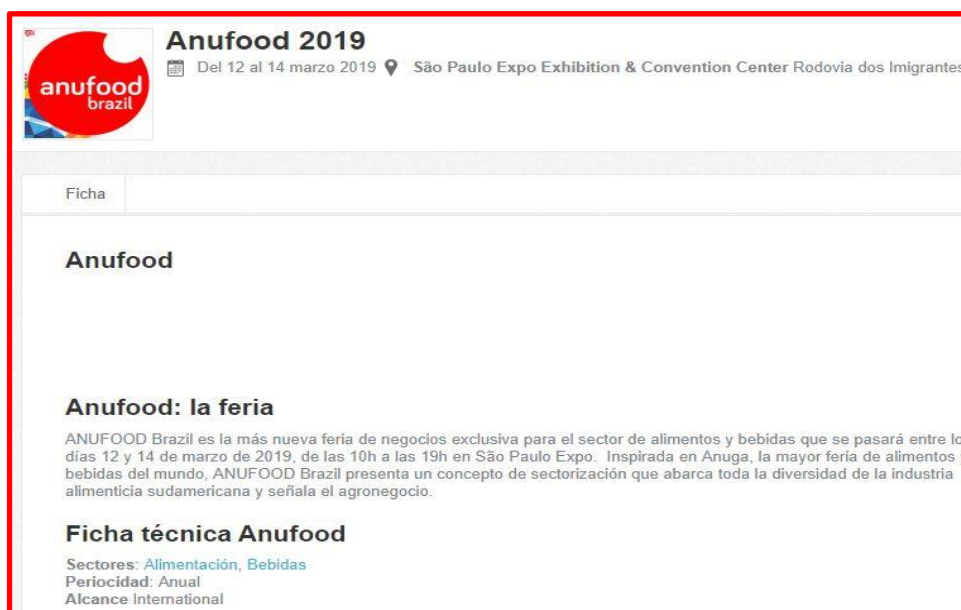 Anufood 2019
Del 12 al 14 marzo 2019 São Paulo Expo Exhibition & Convention Center Rodovia dos Imigrantes
anufood
brazil
Ficha
Anufood
Anufood: la feria
ANUFOOD Brazil es la más nueva feria de negocios exclusiva para el sector de alimentos y bebidas que se pasará entre lo
días 12 y 14 de marzo de 2019, de las 10h a las 19h en São Paulo Expo. Inspirada en Anuga, la mayor feria de alimentos
bebidas del mundo, ANUFOOD Brazil presenta un concepto de sectorización que abarca toda la diversidad de la industria
alimenticia sudamericana y señala el agronegocio.
Ficha técnica Anufood
Sectores: Alimentación, Bebidas
Periocidad: Anual
Alcance International